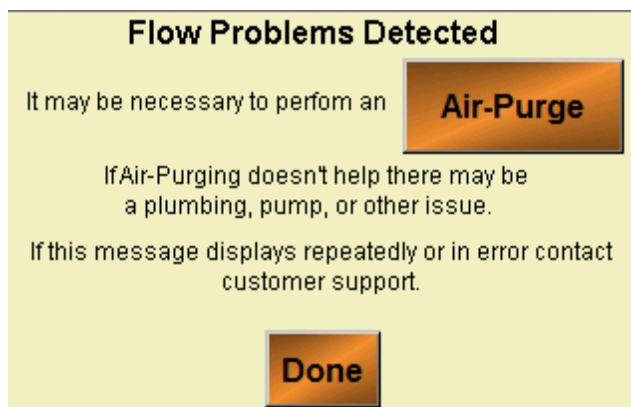 Flow Problems Detected
It may be necessary to perfom an Air-Purge
If Air-Purging doesn't help there may be
a plumbing, pump, or other issue.
If this message displays repeatedly or in error contact
customer support.
Done